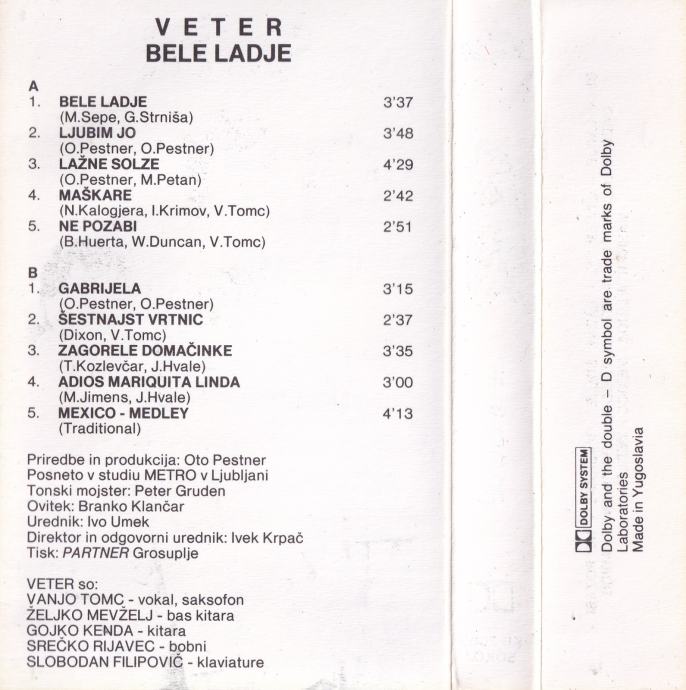 VETER
BELE LADJE
A
1. BELE LADJE 3'37
(M.Sepe, G.Strniša)
2. LJUBIM JO 3'48
(O.Pestner, O.Pestner)
3. LAŽNE SOLZE 4'29
(O.Pestner, M.Petan)
4. MAŠKARE 2'42
(N.Kalogjera, I.Krimov, V.Tomc)
5. NE POZABI 2'51
(B.Huerta, W.Duncan, V.Tomc)
B
1. GABRIJELA 3'15
(O.Pestner, O.Pestner)
2. ŠESTNAJST VRTNIC 2'37
(Dixon, V.Tomc)
3. ZAGORELE DOMAČINKE 3'35
(T.Kozlevčar, J.Hvale)
4. ADIOS MARIQUITA LINDA 3'00
(M.Jimens, J.Hvale)
5. MEXICO - MEDLEY 4'13
(Traditional)
Priredbe in produkcija: Oto Pestner
Posneto v studiu METRO v Ljubljani
Tonski mojster: Peter Gruden
Ovitek: Branko Klančar
Urednik: Ivo Umek
Direktor in odgovorni urednik: Ivek Krpač
Tisk: PARTNER Grosuplje
VETER so:
VANJO TOMC - vokal, saksofon
ŽELJKO MEVŽELJ - bas kitara
GOJKO KENDA - kitara
SREČKO RIJAVEC - bobni
SLOBODAN FILIPOVIČ - klaviature
DOLBY SYSTEM
Dolby and the double - D symbol are trade marks of Dolby
Laboratories
Made in Yugoslavia